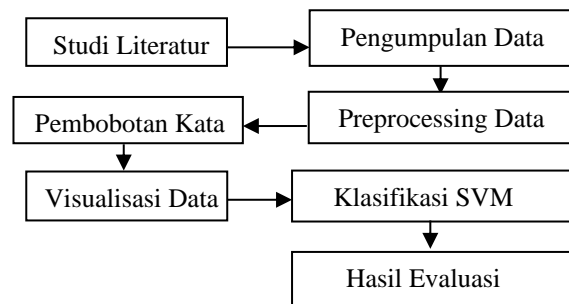 Studi Literatur
Pengumpulan Data
Preprocessing Data
Pembobotan Kata
Visualisasi Data
Klasifikasi SVM
Hasil Evaluasi